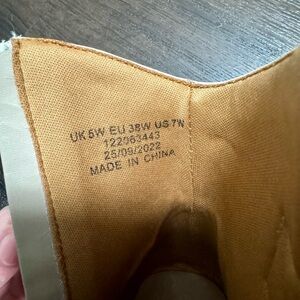 UK 5W EU 38W US 7W
122963443
25/09/2022
MADE IN CHINA